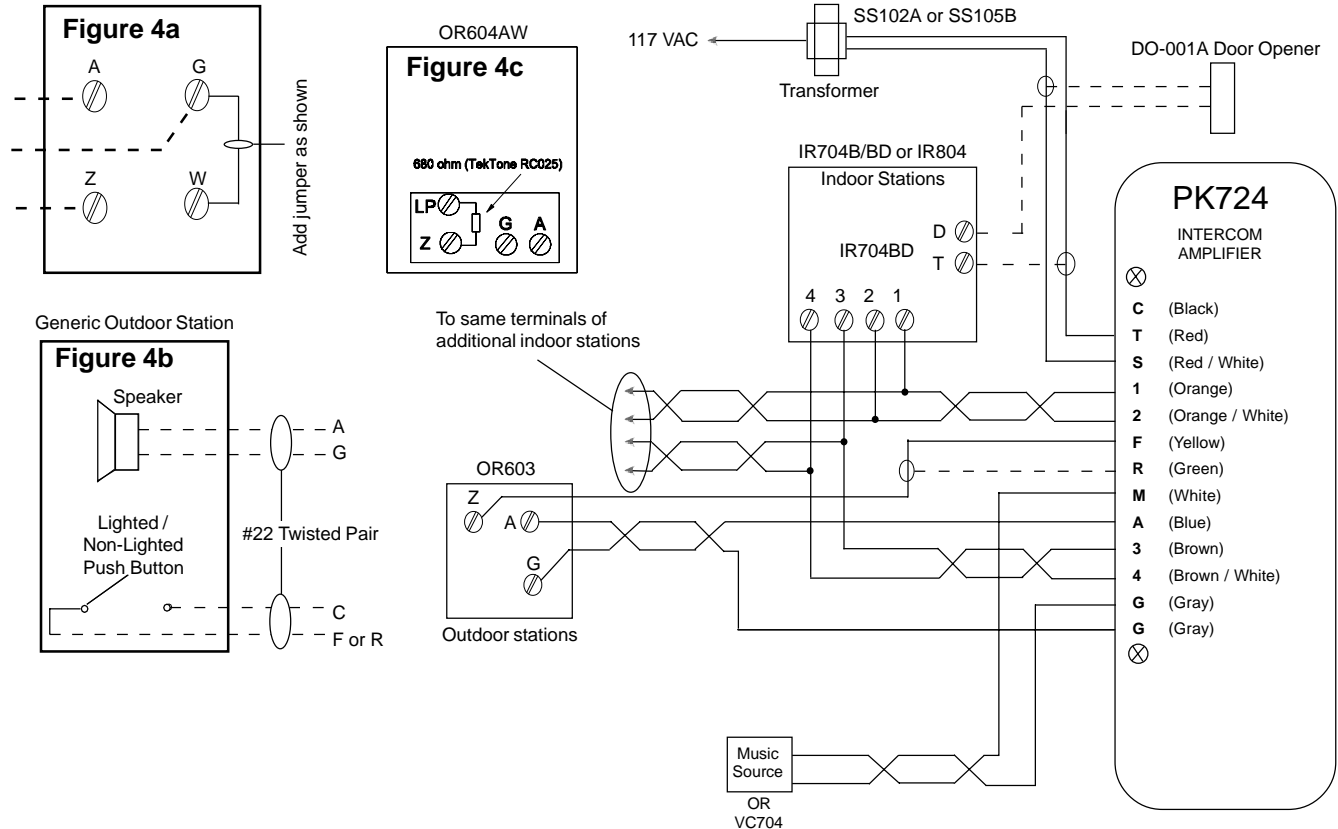 Figure 4a
A
G
Z
W
Add jumper as shown
OR604AW
Figure 4c
680 ohm (TekTone RC025)
LP
G
A
Z
SS102A or SS105B
117 VAC
Transformer
DO-001A Door Opener
IR704B/BD or IR804
Indoor Stations
D
IR704BD
T
4 3 2 1
PK724
INTERCOM
AMPLIFIER
C (Black)
T (Red)
S (Red / White)
1 (Orange)
2 (Orange / White)
F (Yellow)
R (Green)
M (White)
A (Blue)
3 (Brown)
4 (Brown / White)
G (Gray)
G (Gray)
Generic Outdoor Station
Figure 4b
Speaker
A
G
Lighted /
Non-Lighted
Push Button
#22 Twisted Pair
C
F or R
To same terminals of
additional indoor stations
OR603
Z
A
G
Outdoor stations
Music
Source
OR
VC704